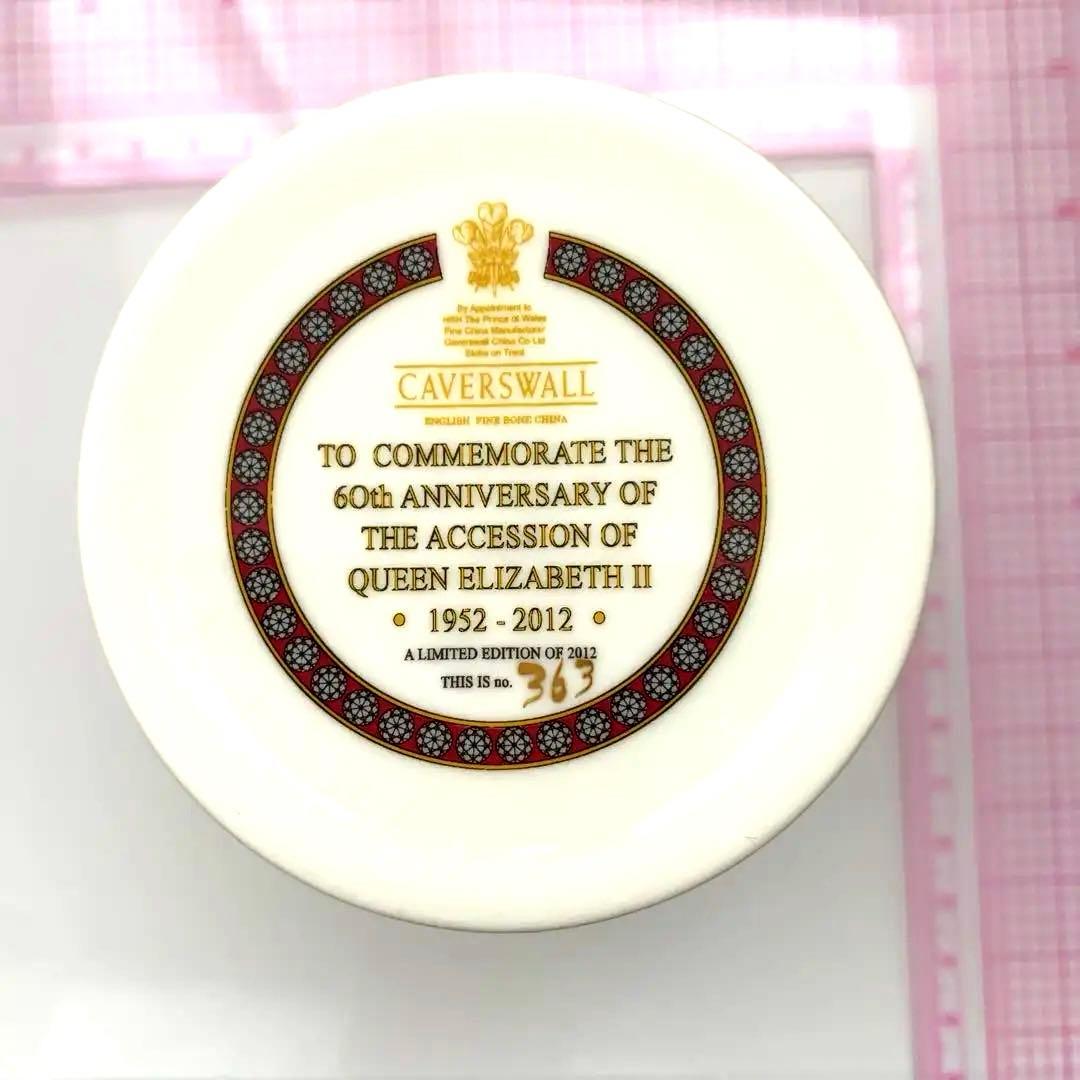 By Appointment to
HRH The Prince of Wales
Fine China Manufacturer
Caverswall China Co Ltd
Stoke on Trent
CAVERSWALL
ENGLISH FINE BONE CHINA
TO COMMEMORATE THE
60th ANNIVERSARY OF
THE ACCESSION OF
QUEEN ELIZABETH II
• 1952 - 2012 •
A LIMITED EDITION OF 2012
THIS IS no. 363